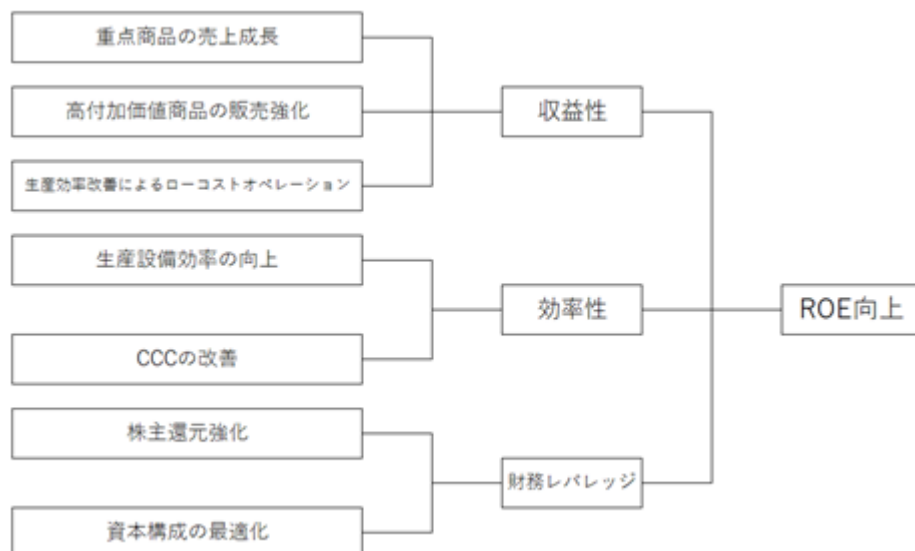 重点商品の売上成長
高付加価値商品の販売強化
収益性
生産効率改善によるローコストオペレーション
生産設備効率の向上
効率性
ROE向上
CCCの改善
株主還元強化
財務レバレッジ
資本構成の最適化